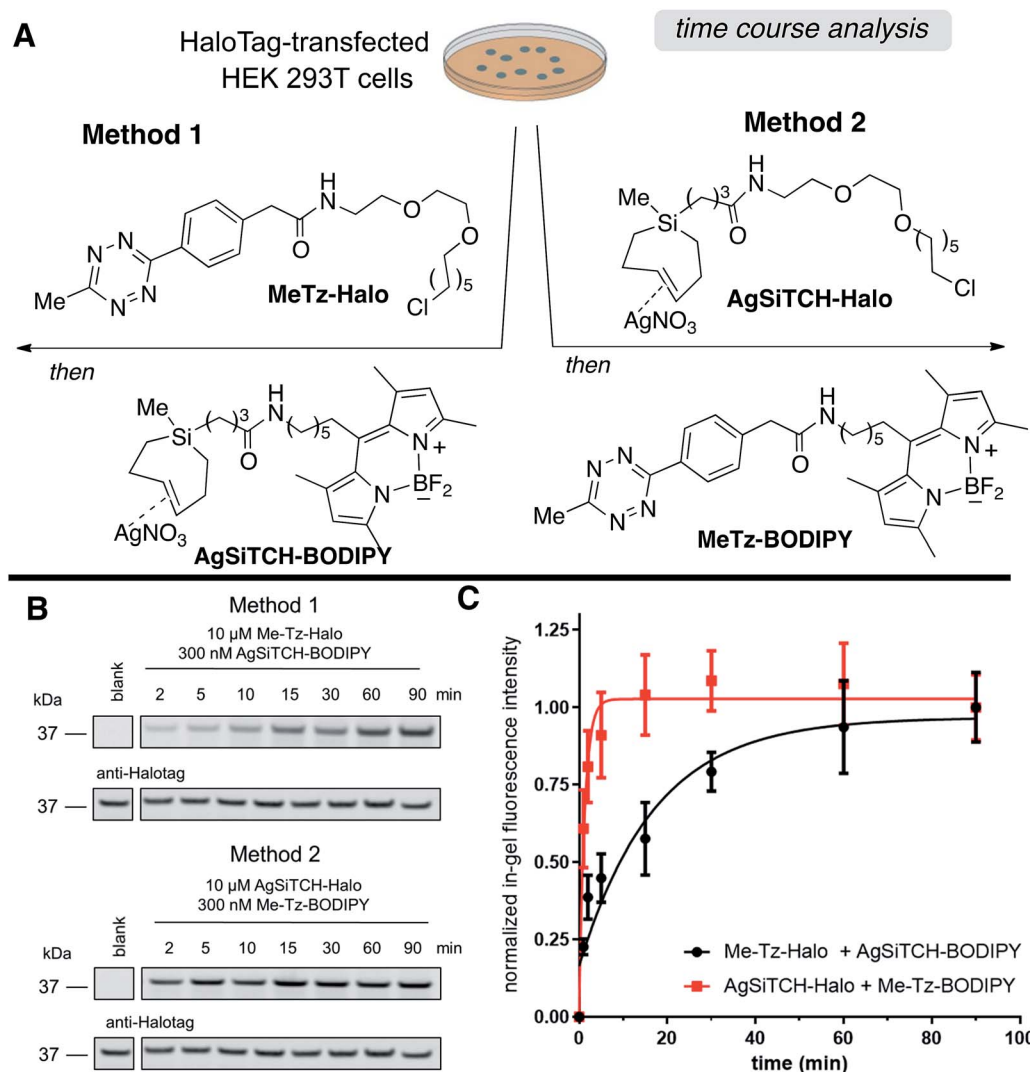 A
HaloTag-transfected
HEK 293T cells
time course analysis
Method 1
Method 2
H
N
O
O
O
N
N
N
N
Me
( )5
Cl
MeTz-Halo
Me
Si
( )3
H
N
O
O
O
( )5
Cl
AgNO3
AgSiTCH-Halo
then
then
Me
Si
( )3
H
N
O
( )5
N
+
BF2
−
N
AgNO3
AgSiTCH-BODIPY
N
N
N
N
Me
O
H
N
( )5
N
+
BF2
−
N
MeTz-BODIPY
B
Method 1
10 µM Me-Tz-Halo
300 nM AgSiTCH-BODIPY
blank
kDa
2 5 10 15 30 60 90 min
37
anti-Halotag
37
Method 2
10 µM AgSiTCH-Halo
300 nM Me-Tz-BODIPY
blank
kDa
2 5 10 15 30 60 90 min
37
anti-Halotag
37
C
normalized in-gel fluorescence intensity
1.25
1.00
0.75
0.50
0.25
0.00
Me-Tz-Halo + AgSiTCH-BODIPY
AgSiTCH-Halo + Me-Tz-BODIPY
0 20 40 60 80 100
time (min)